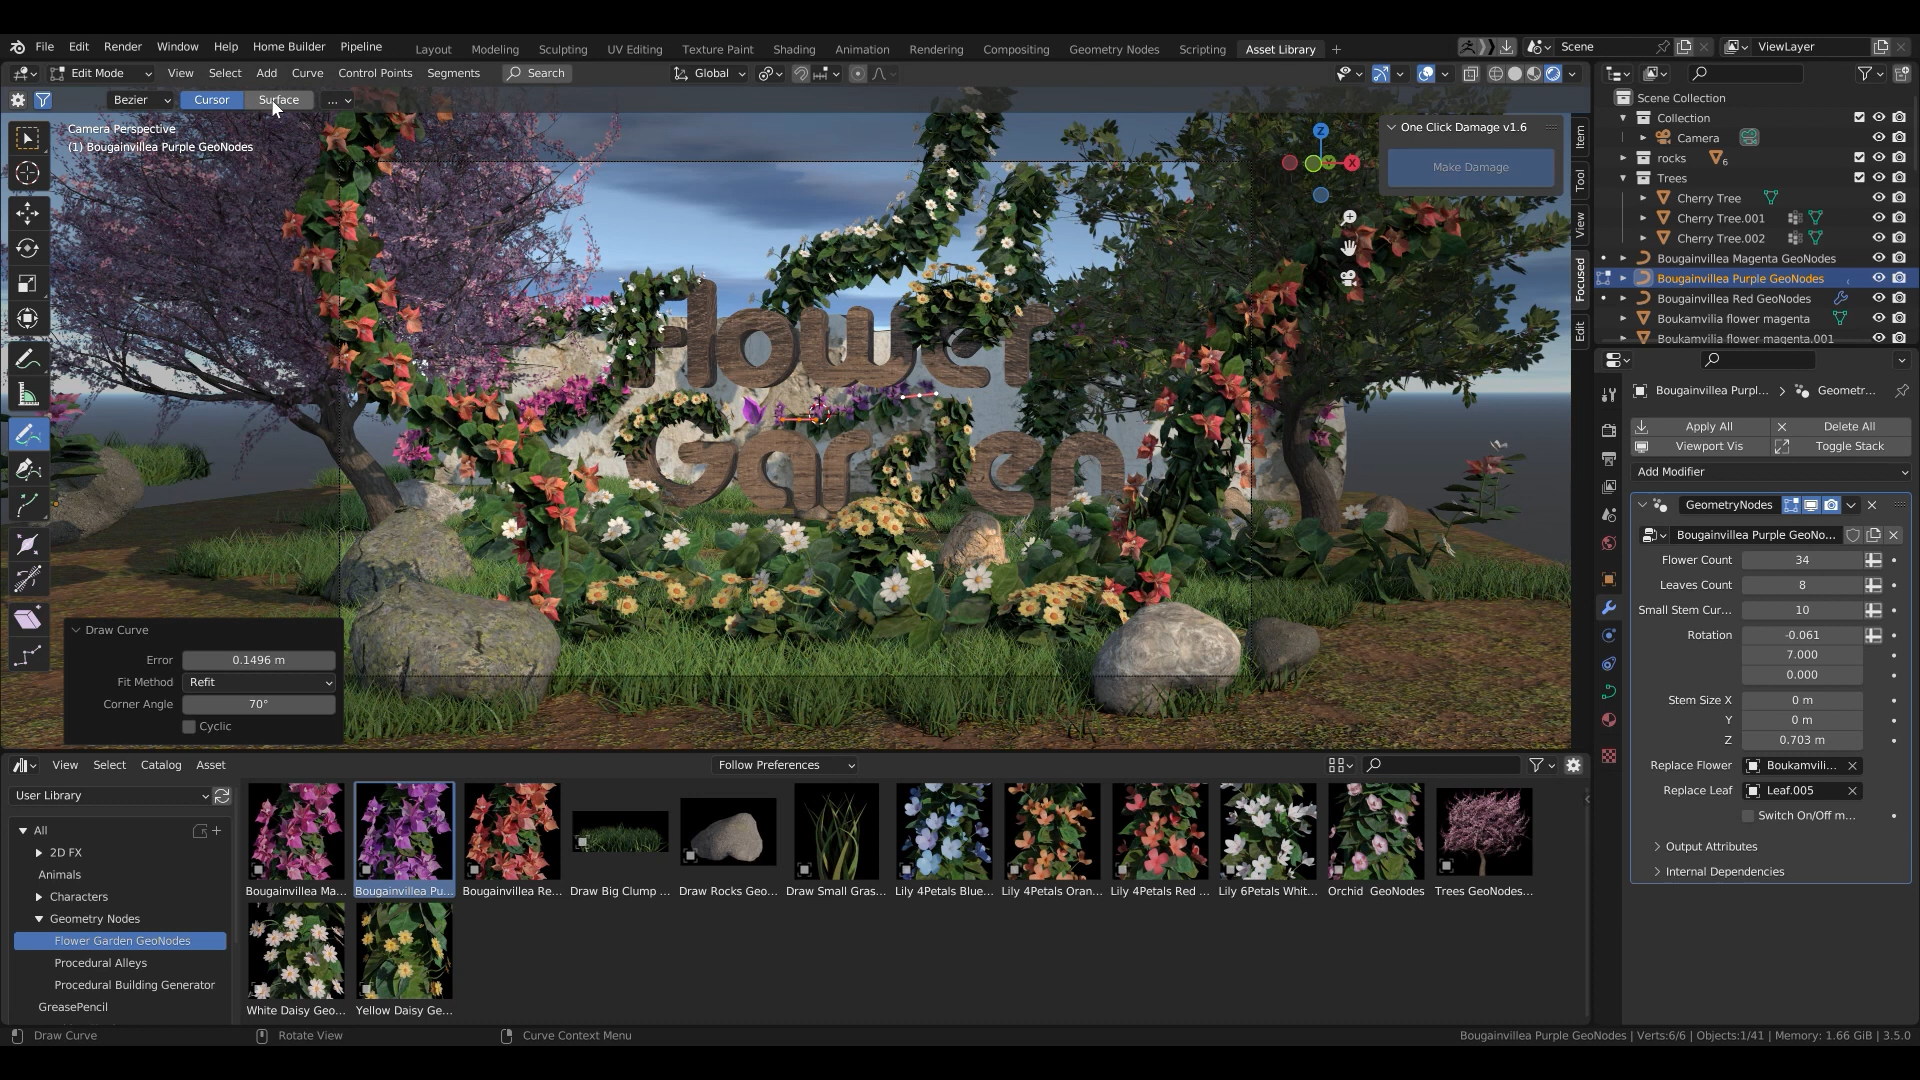 File Edit Render Window Help Home Builder Pipeline
Layout Modeling Sculpting UV Editing Texture Paint Shading Animation Rendering Compositing Geometry Nodes Scripting Asset Library +
Scene
ViewLayer
Edit Mode View Select Add Curve Control Points Segments Search Global
Bezier Cursor Surface ...
Camera Perspective
(1) Bougainvillea Purple GeoNodes
Z
X
One Click Damage v1.6
Make Damage
Item
Tool
View
Focused
Edit
Flower
Garden
Draw Curve
Error 0.1496 m
Fit Method Refit
Corner Angle 70°
Cyclic
Scene Collection
Collection
Camera
rocks 6
Trees
Cherry Tree
Cherry Tree.001
Cherry Tree.002
Bougainvillea Magenta GeoNodes
Bougainvillea Purple GeoNodes
Bougainvillea Red GeoNodes
Boukamvilia flower magenta
Boukamvilia flower magenta.001
Bougainvillea Purpl... > Geometr...
Apply All Delete All
Viewport Vis Toggle Stack
Add Modifier
GeometryNodes
Bougainvillea Purple GeoNo...
Flower Count 34
Leaves Count 8
Small Stem Cur... 10
Rotation -0.061
7.000
0.000
Stem Size X 0 m
Y 0 m
Z 0.703 m
Replace Flower Boukamvili...
Replace Leaf Leaf.005
Switch On/Off m...
Output Attributes
Internal Dependencies
View Select Catalog Asset Follow Preferences
User Library
All
2D FX
Animals
Characters
Geometry Nodes
Flower Garden GeoNodes
Procedural Alleys
Procedural Building Generator
GreasePencil
Bougainvillea Ma... Bougainvillea Pu... Bougainvillea Re... Draw Big Clump ... Draw Rocks Geo... Draw Small Gras... Lily 4Petals Blue... Lily 4Petals Oran... Lily 4Petals Red ... Lily 6Petals Whit... Orchid GeoNodes Trees GeoNodes...
White Daisy Geo... Yellow Daisy Ge...
Draw Curve Rotate View Curve Context Menu
Bougainvillea Purple GeoNodes | Verts:6/6 | Objects:1/41 | Memory: 1.66 GiB | 3.5.0